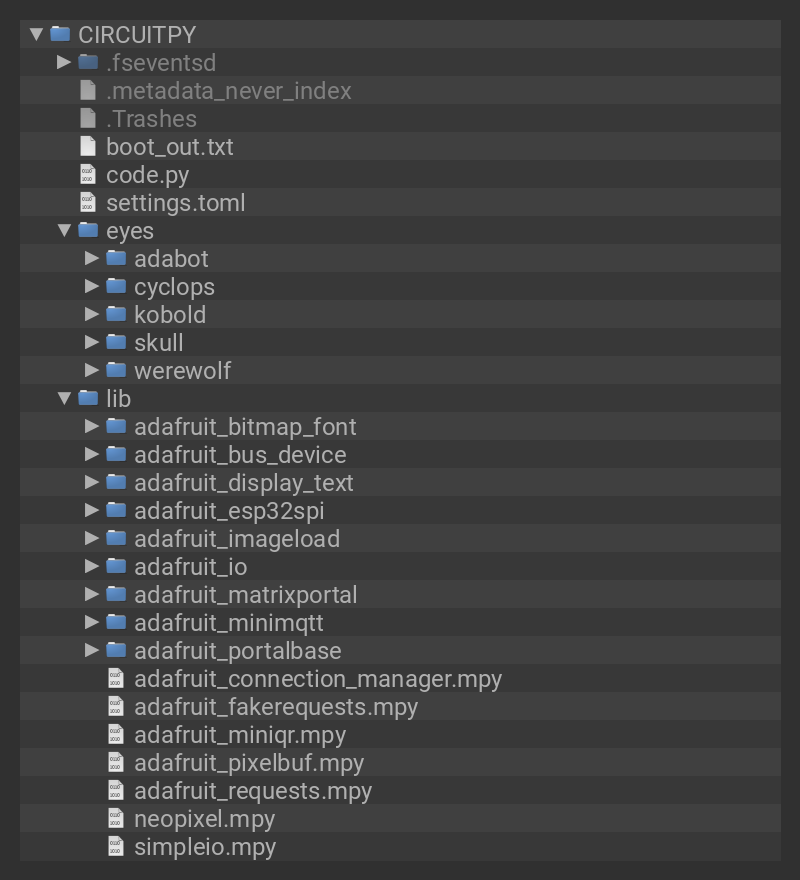 CIRCUITPY
.fseventsd
.metadata_never_index
.Trashes
boot_out.txt
code.py
settings.toml
eyes
adabot
cyclops
kobold
skull
werewolf
lib
adafruit_bitmap_font
adafruit_bus_device
adafruit_display_text
adafruit_esp32spi
adafruit_imageload
adafruit_io
adafruit_matrixportal
adafruit_minimqtt
adafruit_portalbase
adafruit_connection_manager.mpy
adafruit_fakerequests.mpy
adafruit_miniqr.mpy
adafruit_pixelbuf.mpy
adafruit_requests.mpy
neopixel.mpy
simpleio.mpy